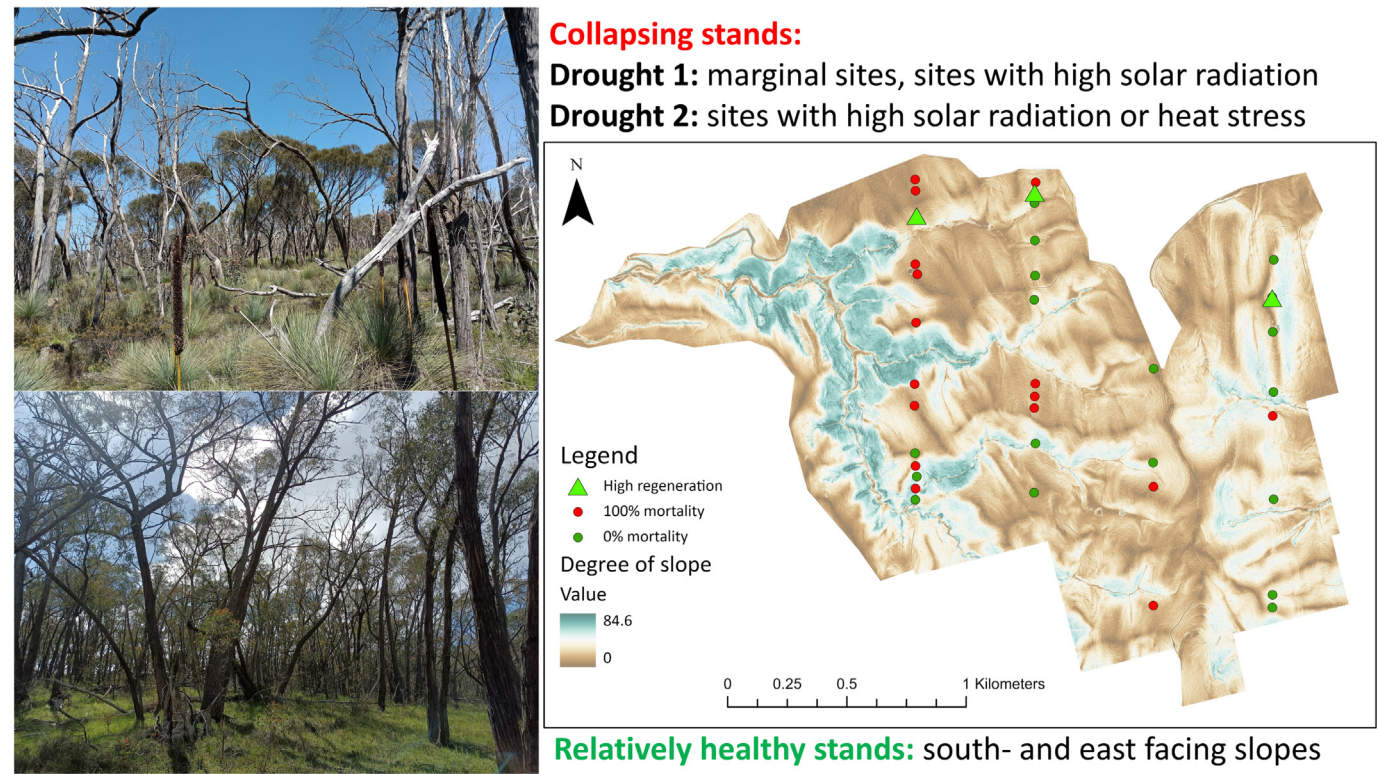 Collapsing stands:
Drought 1: marginal sites, sites with high solar radiation
Drought 2: sites with high solar radiation or heat stress
N
Legend
High regeneration
100% mortality
0% mortality
Degree of slope
Value
84.6
0
0 0.25 0.5 1 Kilometers
Relatively healthy stands: south- and east facing slopes